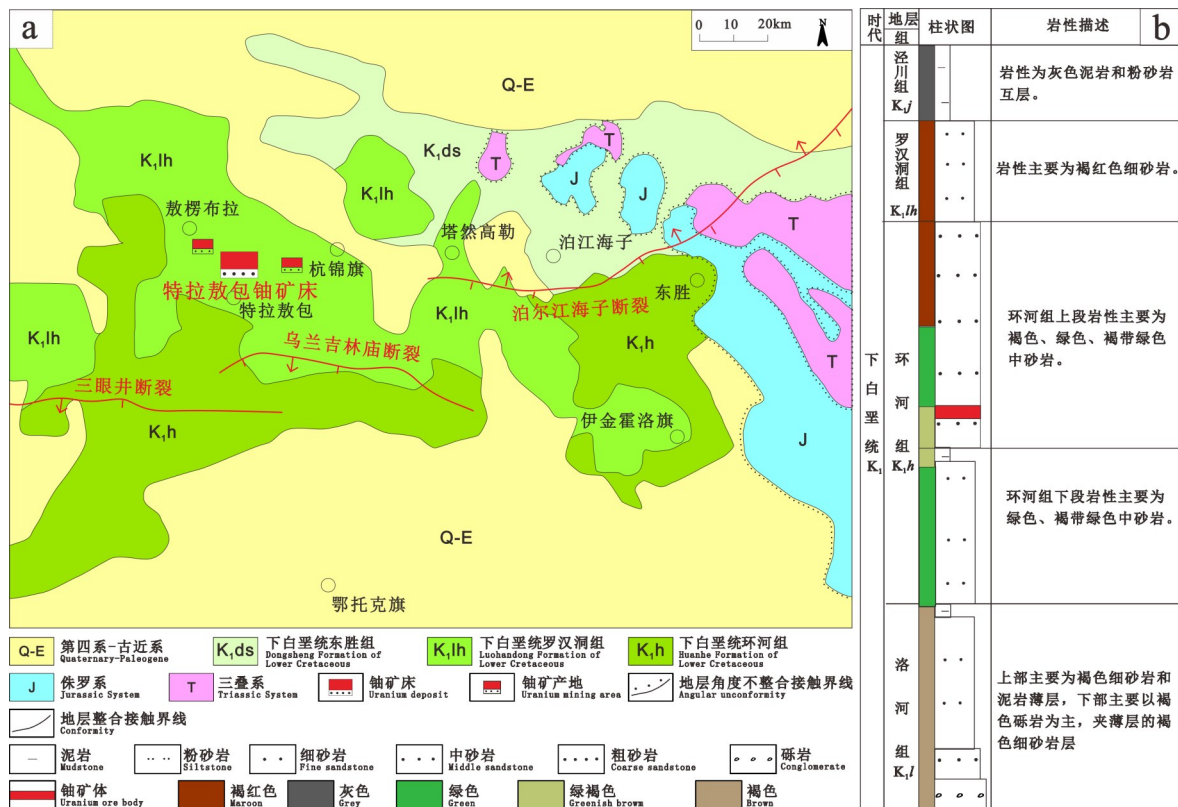 a
0 10 20km
N
Q-E
K₁ds
T
T
K₁lh
J
J
K₁lh
敖楞布拉
塔然高勒
泊江海子
T
杭锦旗
东胜
特拉敖包铀矿床
特拉敖包
泊尔江海子断裂
K₁lh
K₁lh
乌兰吉林庙断裂
K₁h
T
三眼井断裂
伊金霍洛旗
K₁h
J
Q-E
鄂托克旗
Q-E 第四系-古近系 K₁ds 下白垩统东胜组 K₁lh 下白垩统罗汉洞组 K₁h 下白垩统环河组
Quaternary-Paleogene Dongsheng Formation of Luohandong Formation of Huanhe Formation of
Lower Cretaceous Lower Cretaceous Lower Cretaceous
J 侏罗系 T 三叠系 铀矿床 铀矿产地 地层角度不整合接触界线
Jurassic System Triassic System Uranium deposit Uranium mining area Angular unconformity
地层整合接触界线
Conformity
泥岩 粉砂岩 细砂岩 中砂岩 粗砂岩 砾岩
Mudstone Siltstone Fine sandstone Middle sandstone Coarse sandstone Conglomerate
铀矿体 褐红色 灰色 绿色 绿褐色 褐色
Uranium ore body Maroon Grey Green Greenish brown Brown
b
时代 地层 柱状图 岩性描述
组
下白垩统K₁
泾川组K₁j
岩性为灰色泥岩和粉砂岩
互层。
罗汉洞组K₁lh
岩性主要为褐红色细砂岩。
环河组K₁h
环河组上段岩性主要为
褐色、绿色、褐带绿色
中砂岩。
环河组下段岩性主要为
绿色、褐带绿色中砂岩。
洛河组K₁l
上部主要为褐色细砂岩和
泥岩薄层，下部主要以褐
色砾岩为主，夹薄层的褐
色细砂岩层